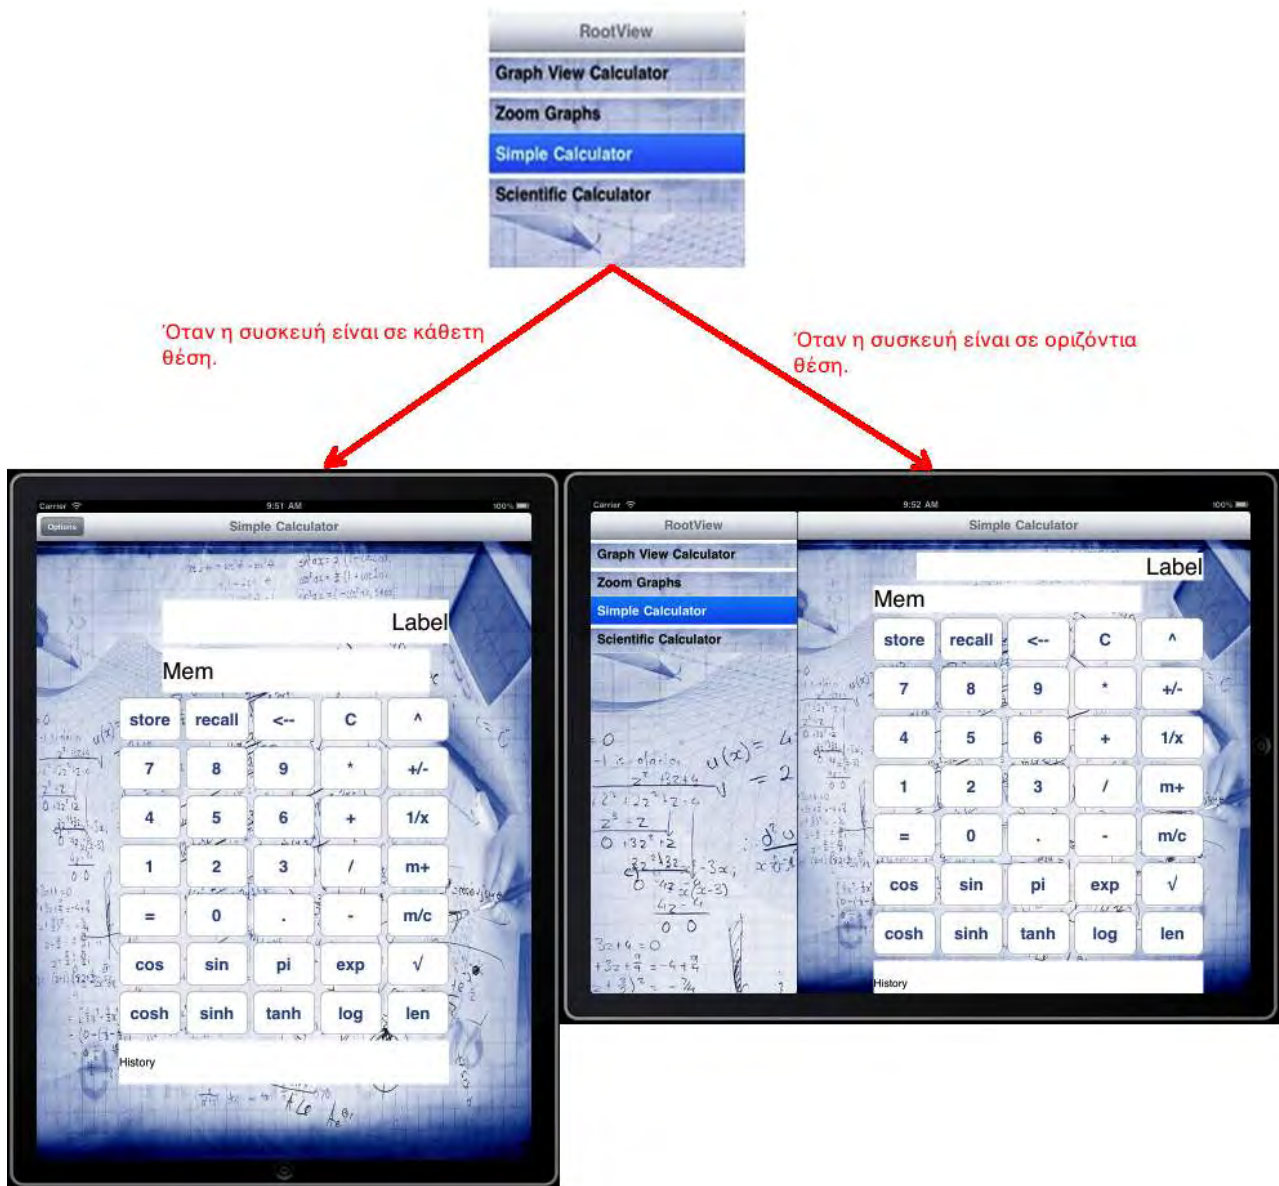 RootView
Graph View Calculator
Zoom Graphs
Simple Calculator
Scientific Calculator
Όταν η συσκευή είναι σε κάθετη
θέση.
Όταν η συσκευή είναι σε οριζόντια
θέση.
Carrier 9:51 AM 100%
Options Simple Calculator
Label
Mem
store recall <-- C ^
7 8 9 * +/-
4 5 6 + 1/x
1 2 3 / m+
= 0 . - m/c
cos sin pi exp √
cosh sinh tanh log len
History
Carrier 9:52 AM 100%
RootView Simple Calculator
Graph View Calculator
Zoom Graphs
Simple Calculator
Scientific Calculator
Label
Mem
store recall <-- C ^
7 8 9 * +/-
4 5 6 + 1/x
1 2 3 / m+
= 0 . - m/c
cos sin pi exp √
cosh sinh tanh log len
History